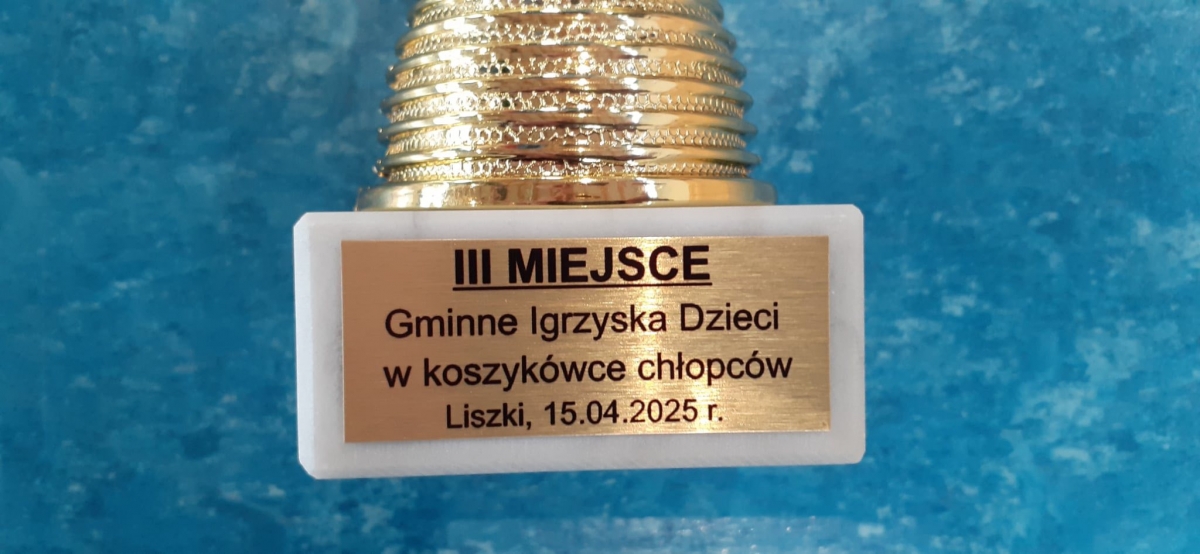 III MIEJSCE
Gminne Igrzyska Dzieci
w koszykówce chłopców
Liszki, 15.04.2025 r.